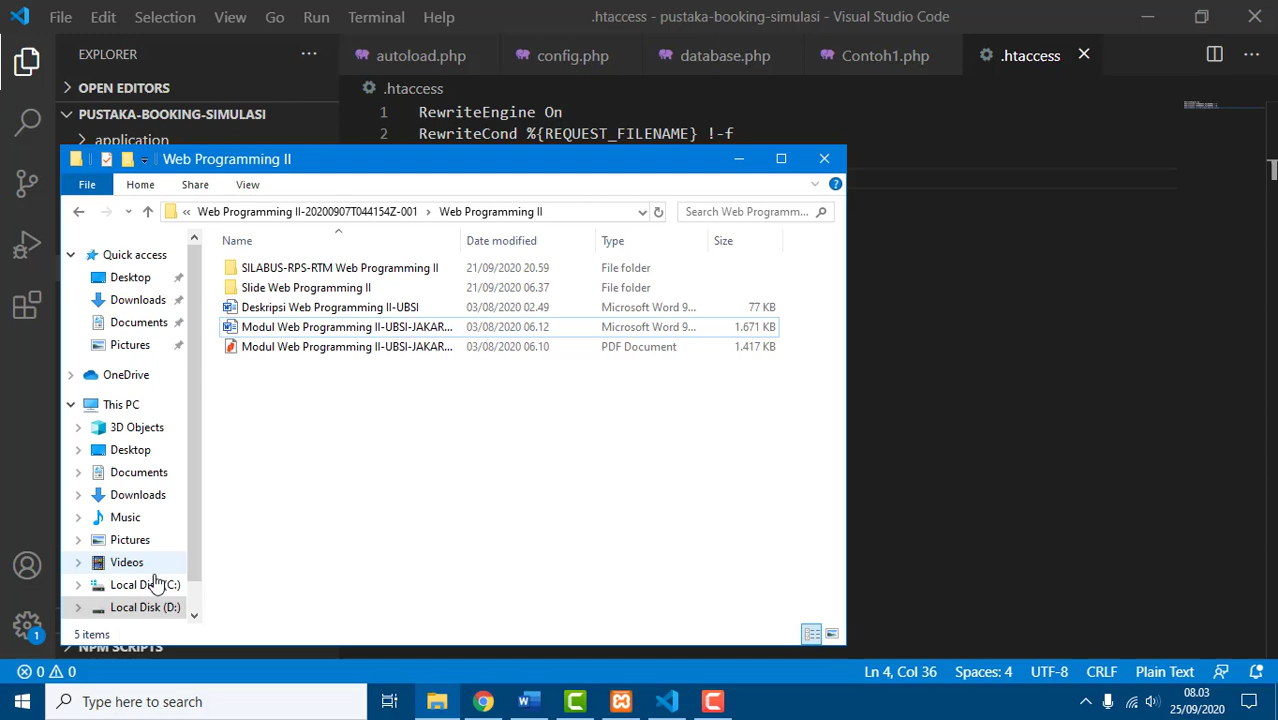 File Edit Selection View Go Run Terminal Help .htaccess - pustaka-booking-simulasi - Visual Studio Code
EXPLORER
autoload.php config.php database.php Contoh1.php .htaccess
OPEN EDITORS
.htaccess
PUSTAKA-BOOKING-SIMULASI
application
1 RewriteEngine On
2 RewriteCond %{REQUEST_FILENAME} !-f
Web Programming II
File Home Share View
« Web Programming II-20200907T044154Z-001 Web Programming II
Search Web Programm...
Name Date modified Type Size
SILABUS-RPS-RTM Web Programming II 21/09/2020 20.59 File folder
Slide Web Programming II 21/09/2020 06.37 File folder
Deskripsi Web Programming II-UBSI 03/08/2020 02.49 Microsoft Word 9... 77 KB
Modul Web Programming II-UBSI-JAKAR... 03/08/2020 06.12 Microsoft Word 9... 1.671 KB
Modul Web Programming II-UBSI-JAKAR... 03/08/2020 06.10 PDF Document 1.417 KB
Quick access
Desktop
Downloads
Documents
Pictures
OneDrive
This PC
3D Objects
Desktop
Documents
Downloads
Music
Pictures
Videos
Local Disk (C:)
Local Disk (D:)
5 items
NPM SCRIPTS
0 0 Ln 4, Col 36 Spaces: 4 UTF-8 CRLF Plain Text
1
Type here to search
08.03
25/09/2020